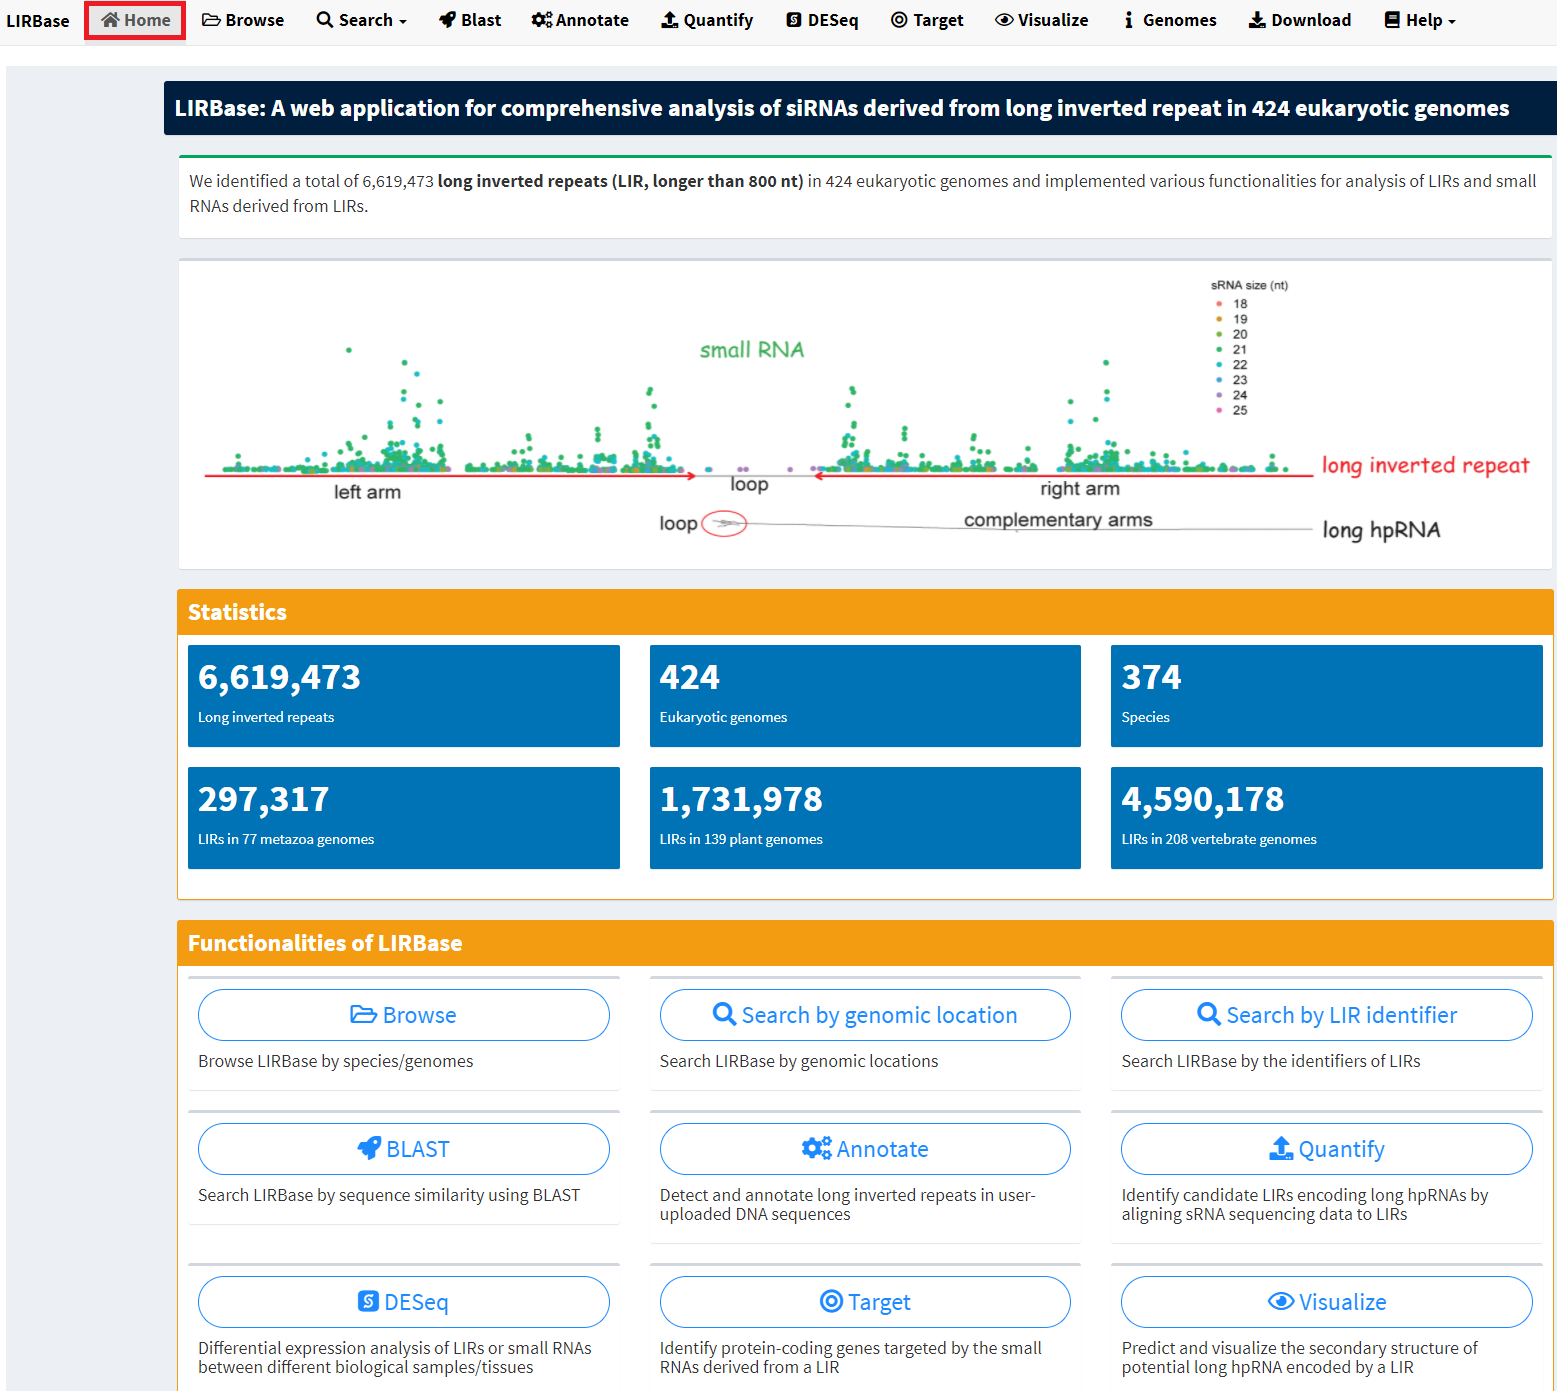 LIRBase Home Browse Search Blast Annotate Quantify DESeq Target Visualize Genomes Download Help
LIRBase: A web application for comprehensive analysis of siRNAs derived from long inverted repeat in 424 eukaryotic genomes
We identified a total of 6,619,473 long inverted repeats (LIR, longer than 800 nt) in 424 eukaryotic genomes and implemented various functionalities for analysis of LIRs and small
RNAs derived from LIRs.
sRNA size (nt)
18
19
20
21
22
23
24
25
small RNA
long inverted repeat
left arm
loop
right arm
loop
complementary arms
long hpRNA
Statistics
6,619,473
Long inverted repeats
424
Eukaryotic genomes
374
Species
297,317
LIRs in 77 metazoa genomes
1,731,978
LIRs in 139 plant genomes
4,590,178
LIRs in 208 vertebrate genomes
Functionalities of LIRBase
Browse
Browse LIRBase by species/genomes
Search by genomic location
Search LIRBase by genomic locations
Search by LIR identifier
Search LIRBase by the identifiers of LIRs
BLAST
Search LIRBase by sequence similarity using BLAST
Annotate
Detect and annotate long inverted repeats in user-
uploaded DNA sequences
Quantify
Identify candidate LIRs encoding long hpRNAs by
aligning sRNA sequencing data to LIRs
DESeq
Differential expression analysis of LIRs or small RNAs
between different biological samples/tissues
Target
Identify protein-coding genes targeted by the small
RNAs derived from a LIR
Visualize
Predict and visualize the secondary structure of
potential long hpRNA encoded by a LIR